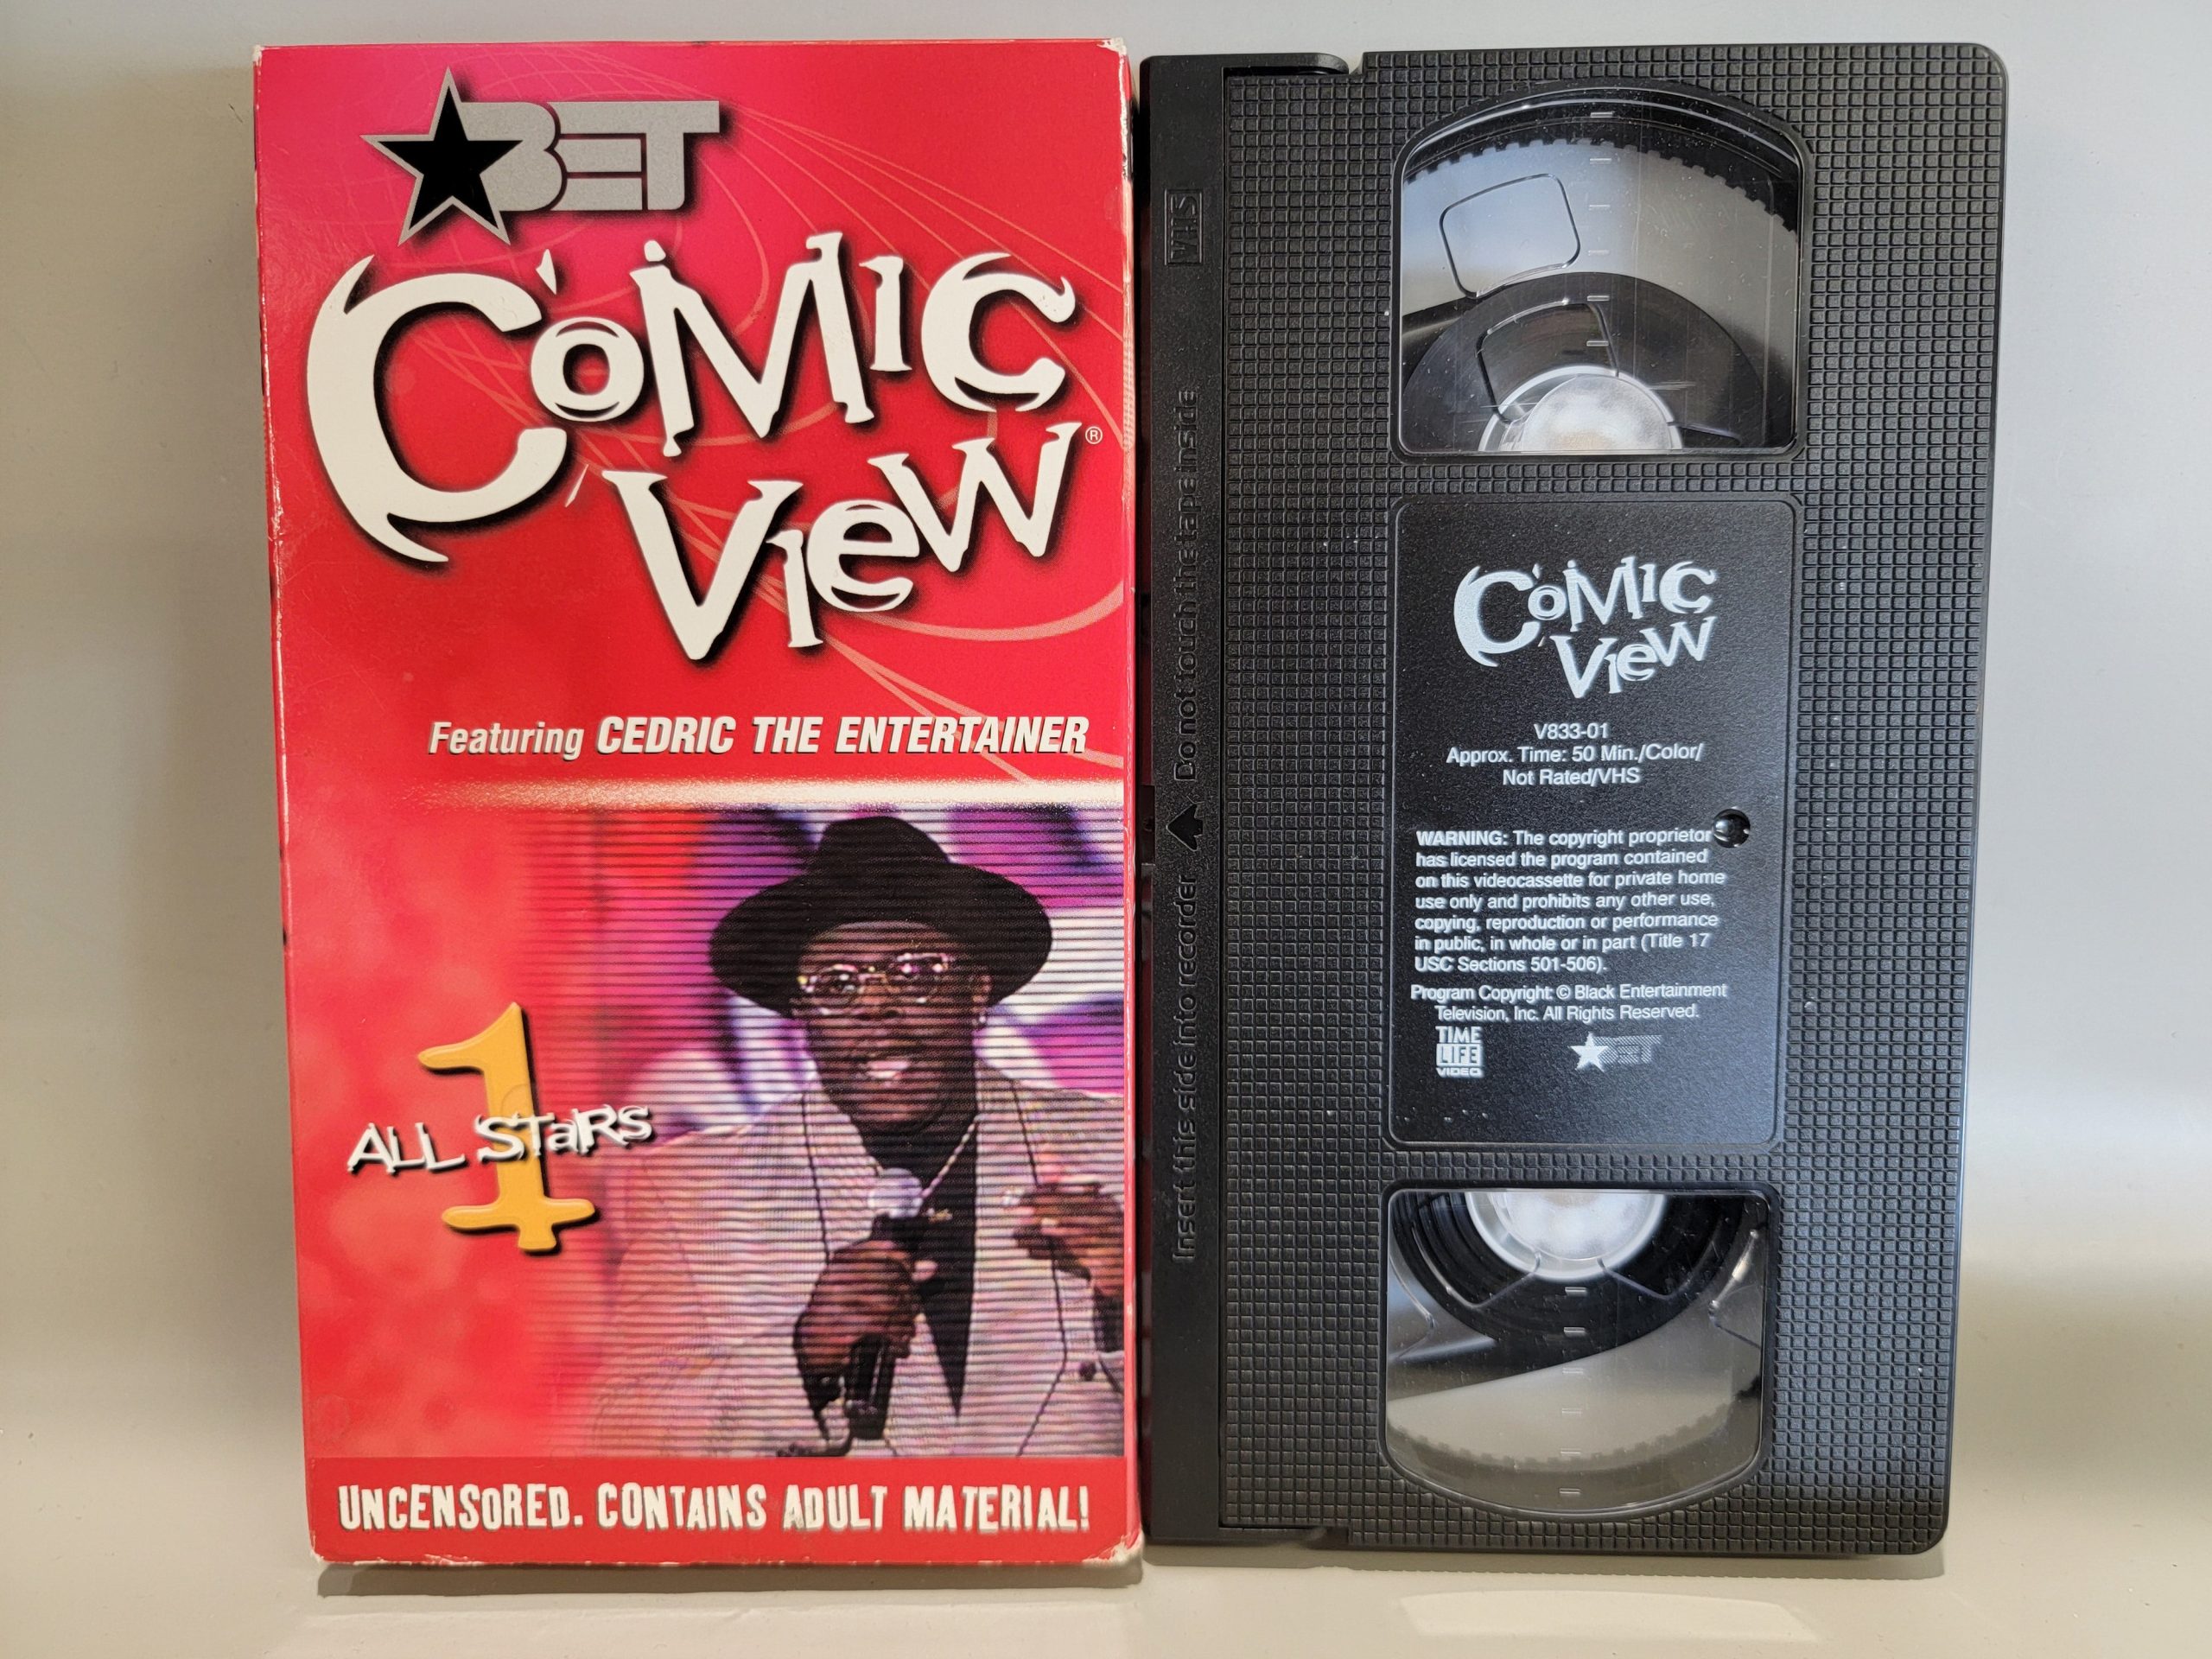 BET
COMIC
VIEW®
Featuring CEDRIC THE ENTERTAINER
1
ALL STARS
UNCENSORED. CONTAINS ADULT MATERIAL!
VHS
Insert this side into recorder ▲ Do not touch the tape inside
COMIC
VIEW
V833-01
Approx. Time: 50 Min./Color/
Not Rated/VHS
WARNING: The copyright proprietor
has licensed the program contained
on this videocassette for private home
use only and prohibits any other use,
copying, reproduction or performance
in public, in whole or in part (Title 17
USC Sections 501-506).
Program Copyright: © Black Entertainment
Television, Inc. All Rights Reserved.
TIME
LIFE
VIDEO
BET